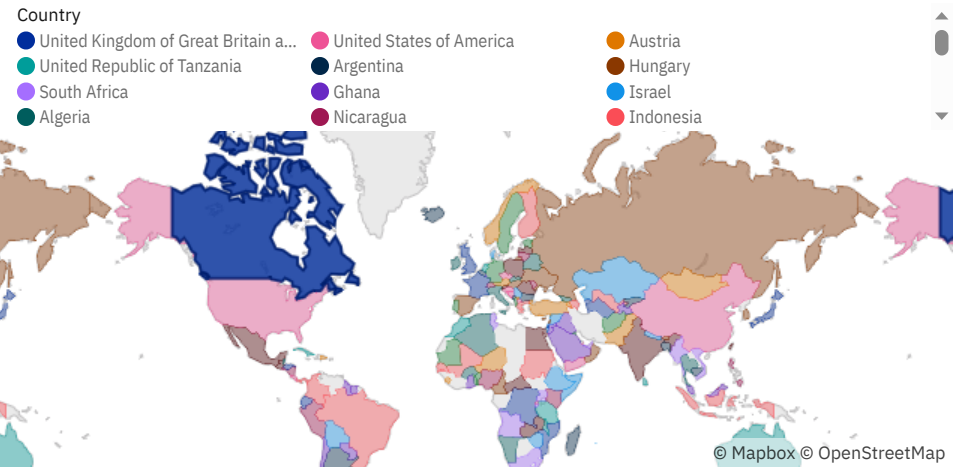 Country
United Kingdom of Great Britain a... United States of America Austria
United Republic of Tanzania Argentina Hungary
South Africa Ghana Israel
Algeria Nicaragua Indonesia
© Mapbox © OpenStreetMap